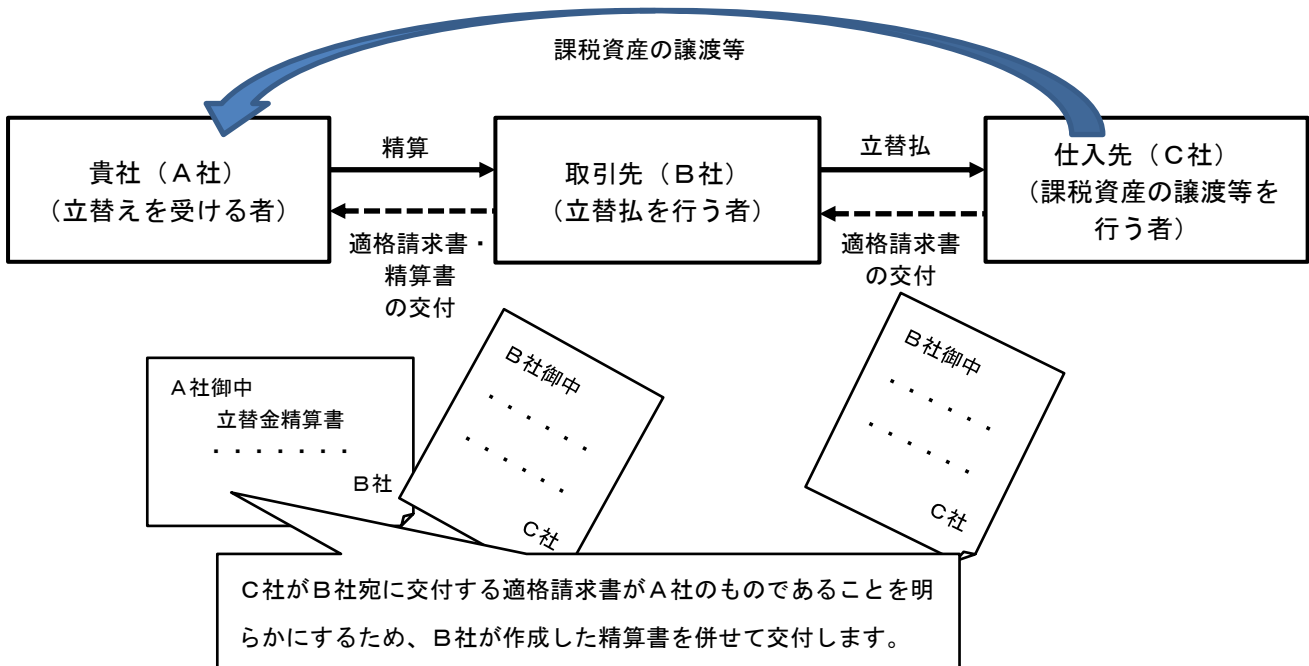 課税資産の譲渡等
貴社（Ａ社）
（立替えを受ける者）
精算
適格請求書・
精算書
の交付
取引先（Ｂ社）
（立替払を行う者）
立替払
適格請求書
の交付
仕入先（Ｃ社）
（課税資産の譲渡等を
行う者）
Ａ社御中
立替金精算書
・・・・・・・
Ｂ社
Ｂ社御中
・・・・・・
・・・・・・
Ｃ社
Ｂ社御中
・・・・・・
・・・・・・
Ｃ社
Ｃ社がＢ社宛に交付する適格請求書がＡ社のものであることを明
らかにするため、Ｂ社が作成した精算書を併せて交付します。